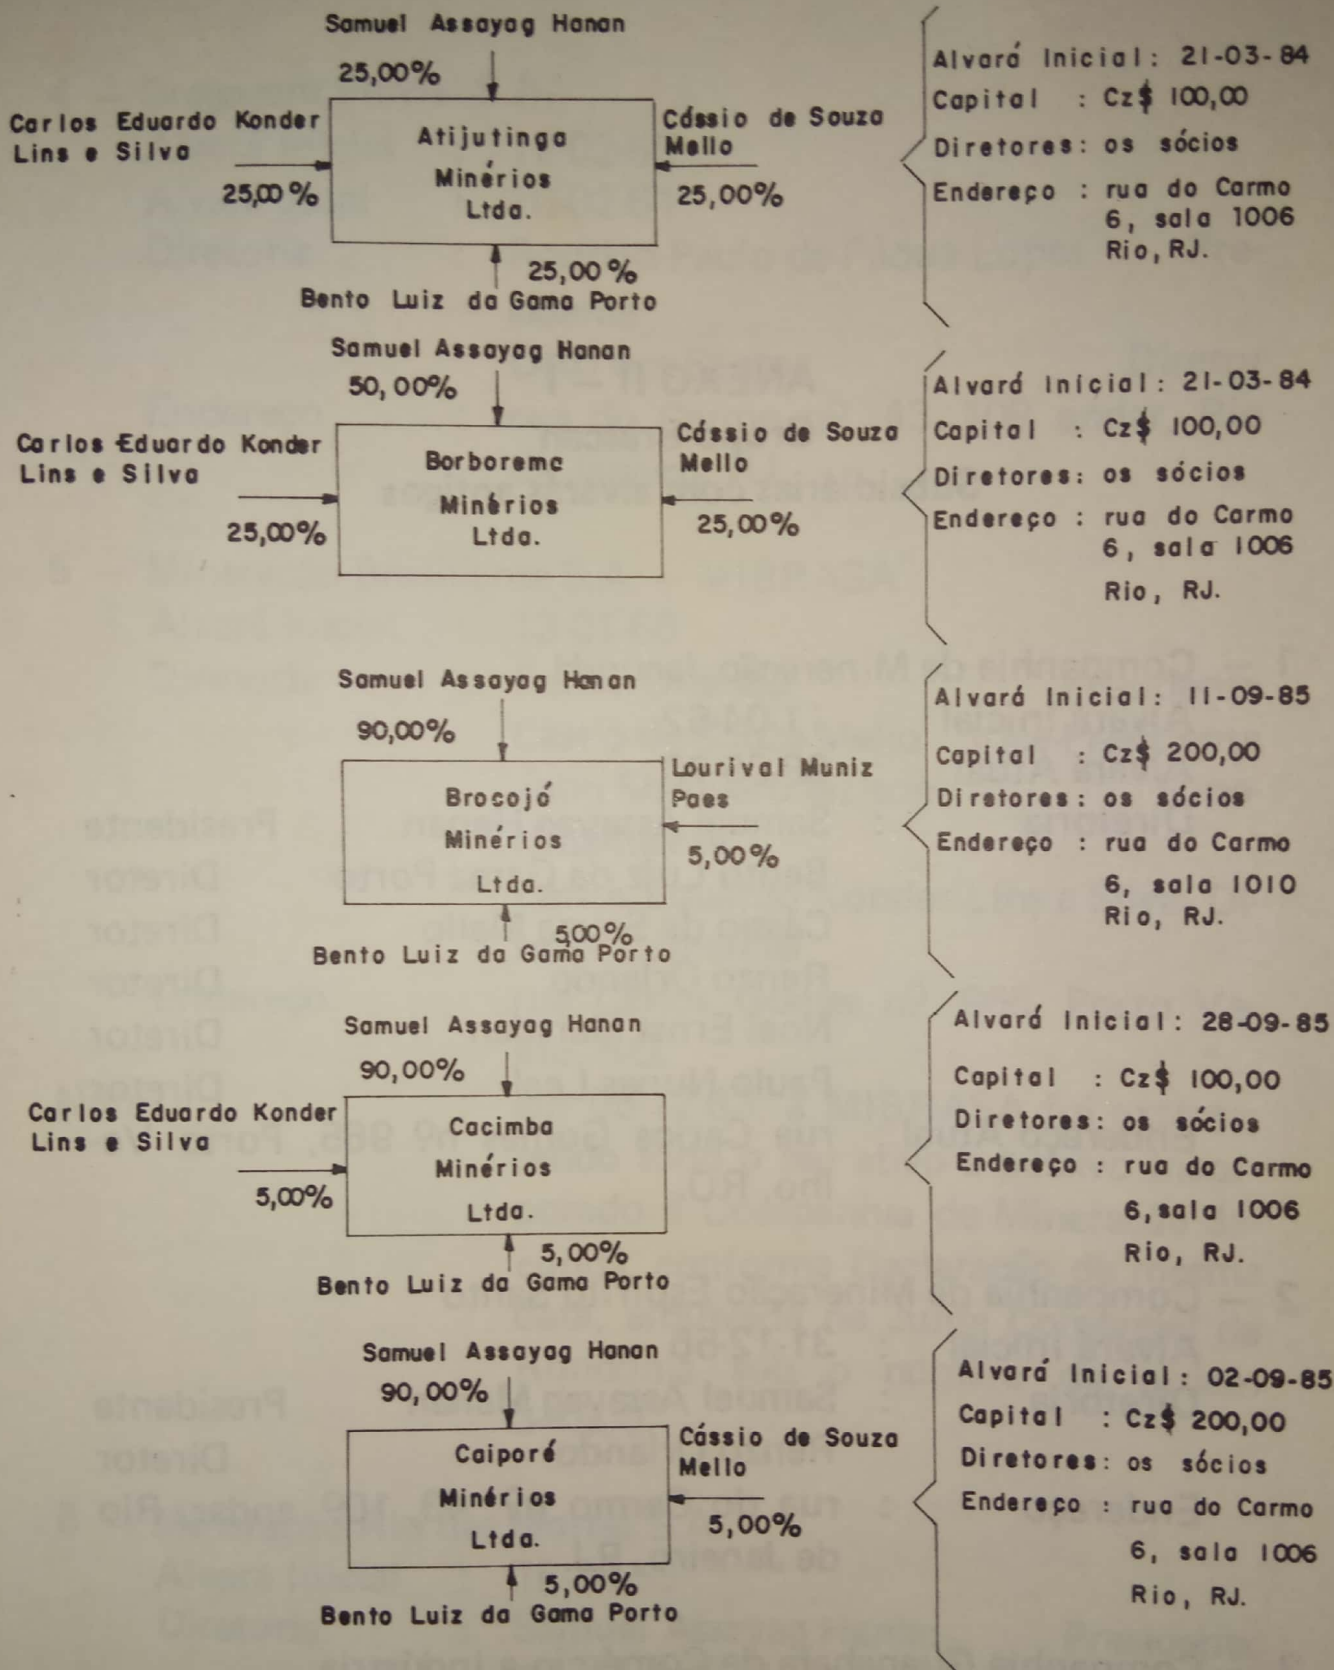 Samuel Assayag Hanan
25,00%
Carlos Eduardo Konder
Lins e Silva
25,00%
Atijutinga
Minérios
Ltda.
Cássio de Souza
Mello
25,00%
25,00%
Bento Luiz da Gama Porto
Alvará Inicial: 21-03-84
Capital : Cz$ 100,00
Diretores: os sócios
Endereço : rua do Carmo
6, sala 1006
Rio, RJ.
Samuel Assayag Hanan
50,00%
Carlos Eduardo Konder
Lins e Silva
25,00%
Borborema
Minérios
Ltda.
Cássio de Souza
Mello
25,00%
Alvará Inicial: 21-03-84
Capital : Cz$ 100,00
Diretores: os sócios
Endereço : rua do Carmo
6, sala 1006
Rio, RJ.
Samuel Assayag Hanan
90,00%
Brocojó
Minérios
Ltda.
Lourival Muniz
Paes
5,00%
5,00%
Bento Luiz da Gama Porto
Alvará Inicial: 11-09-85
Capital : Cz$ 200,00
Diretores: os sócios
Endereço : rua do Carmo
6, sala 1010
Rio, RJ.
Samuel Assayag Hanan
90,00%
Carlos Eduardo Konder
Lins e Silva
5,00%
Cacimba
Minérios
Ltda.
5,00%
Bento Luiz da Gama Porto
Alvará Inicial: 28-09-85
Capital : Cz$ 100,00
Diretores: os sócios
Endereço : rua do Carmo
6, sala 1006
Rio, RJ.
Samuel Assayag Hanan
90,00%
Caiporé
Minérios
Ltda.
Cássio de Souza
Mello
5,00%
5,00%
Bento Luiz da Gama Porto
Alvará Inicial: 02-09-85
Capital : Cz$ 200,00
Diretores: os sócios
Endereço : rua do Carmo
6, sala 1006
Rio, RJ.